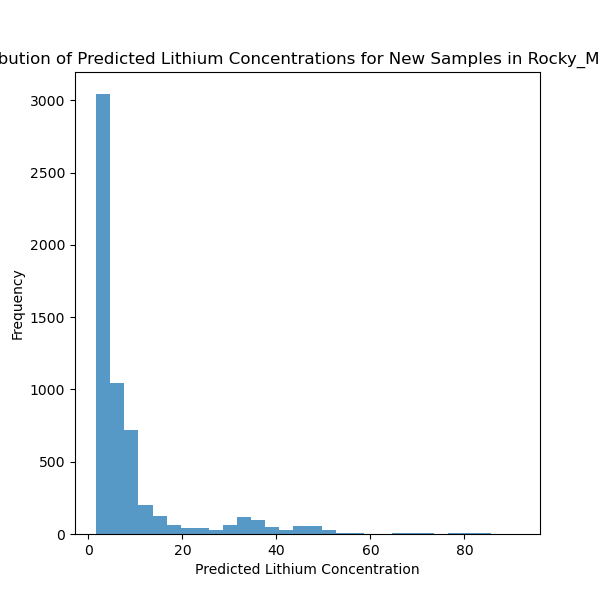 bution of Predicted Lithium Concentrations for New Samples in Rocky_M
3000
2500
2000
1500
1000
500
0
Frequency
0 20 40 60 80
Predicted Lithium Concentration